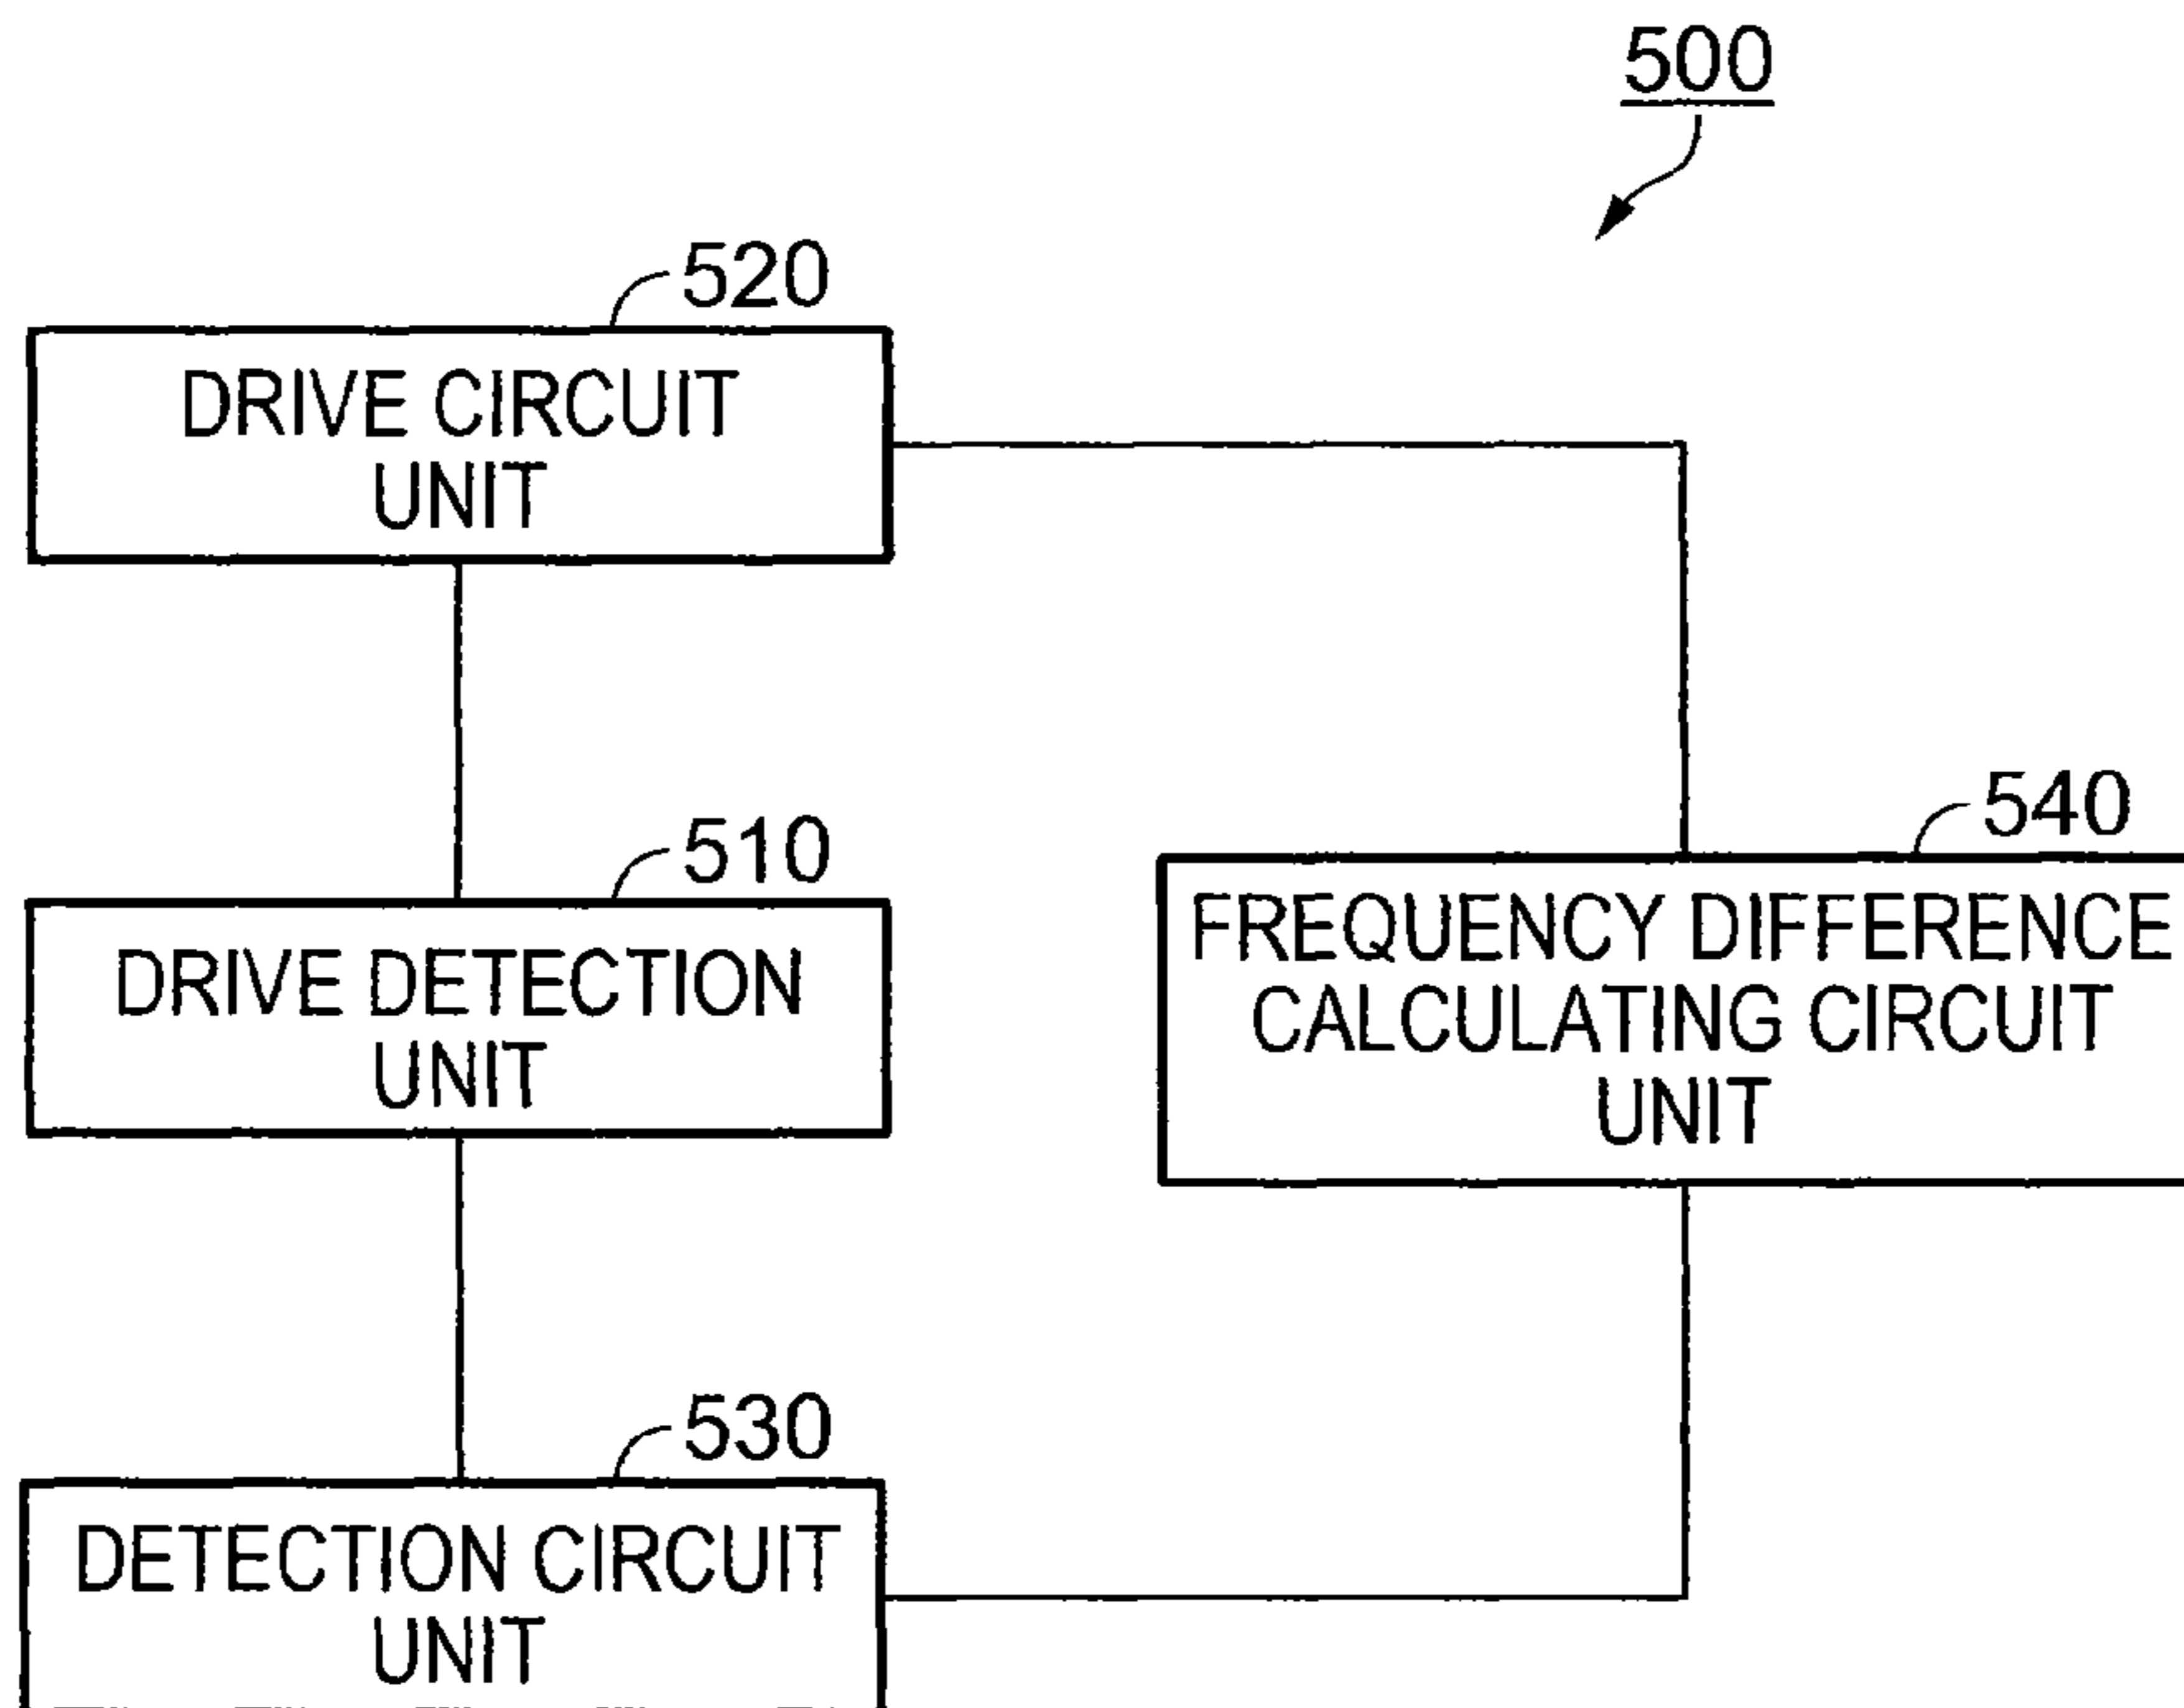 500
520
DRIVE CIRCUIT
UNIT
510
DRIVE DETECTION
UNIT
540
FREQUENCY DIFFERENCE
CALCULATING CIRCUIT
UNIT
530
DETECTION CIRCUIT
UNIT